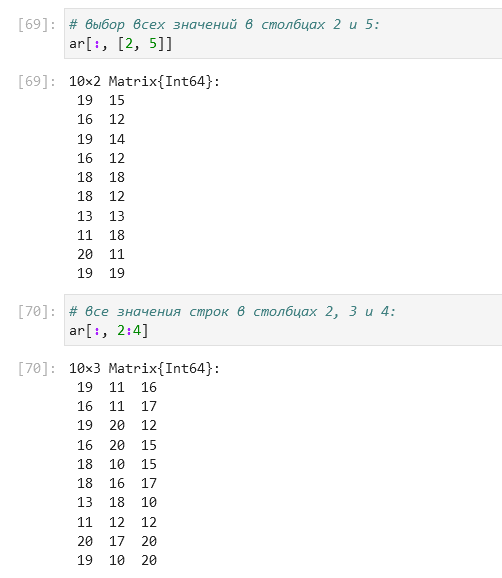 [69]: # выбор всех значений в столбцах 2 и 5:
ar[:, [2, 5]]
[69]: 10×2 Matrix{Int64}:
19 15
16 12
19 14
16 12
18 18
18 12
13 13
11 18
20 11
19 19
[70]: # все значения строк в столбцах 2, 3 и 4:
ar[:, 2:4]
[70]: 10×3 Matrix{Int64}:
19 11 16
16 11 17
19 20 12
16 20 15
18 10 15
18 16 17
13 18 10
11 12 12
20 17 20
19 10 20